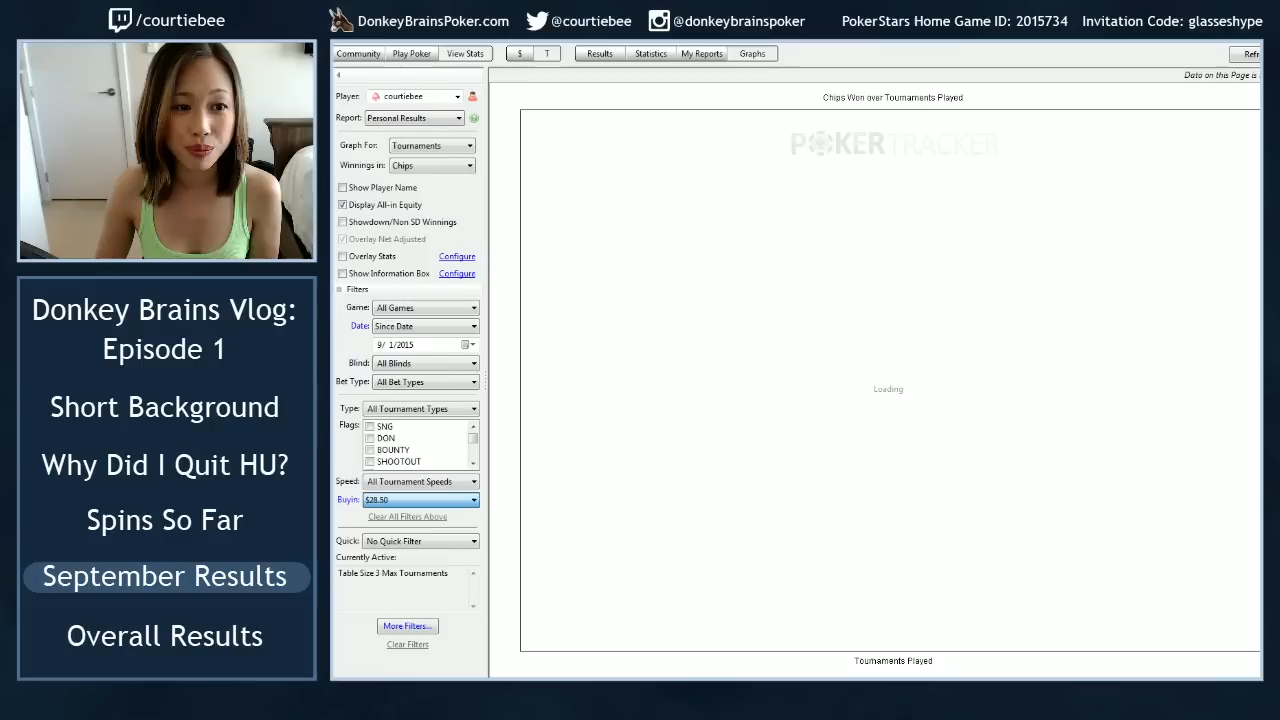 /courtiebee
DonkeyBrainsPoker.com
@courtiebee
@donkeybrainspoker
PokerStars Home Game ID: 2015734
Invitation Code: glasseshype
Donkey Brains Vlog:
Episode 1
Short Background
Why Did I Quit HU?
Spins So Far
September Results
Overall Results
Community
Play Poker
View Stats
$
T
Results
Statistics
My Reports
Graphs
Refr
Data on this Page is
Player: courtiebee
Report: Personal Results
Graph For: Tournaments
Winnings in: Chips
Show Player Name
Display All-in Equity
Showdown/Non SD Winnings
Overlay Net Adjusted
Overlay Stats Configure
Show Information Box Configure
Filters
Game: All Games
Date: Since Date
9/ 1/2015
Blind: All Blinds
Bet Type: All Bet Types
Type: All Tournament Types
Flags: SNG
DON
BOUNTY
SHOOTOUT
Speed: All Tournament Speeds
Buyin: $28.50
Clear All Filters Above
Quick: No Quick Filter
Currently Active:
Table Size 3 Max Tournaments
More Filters...
Clear Filters
Chips Won over Tournaments Played
POKERTRACKER
Loading
Tournaments Played